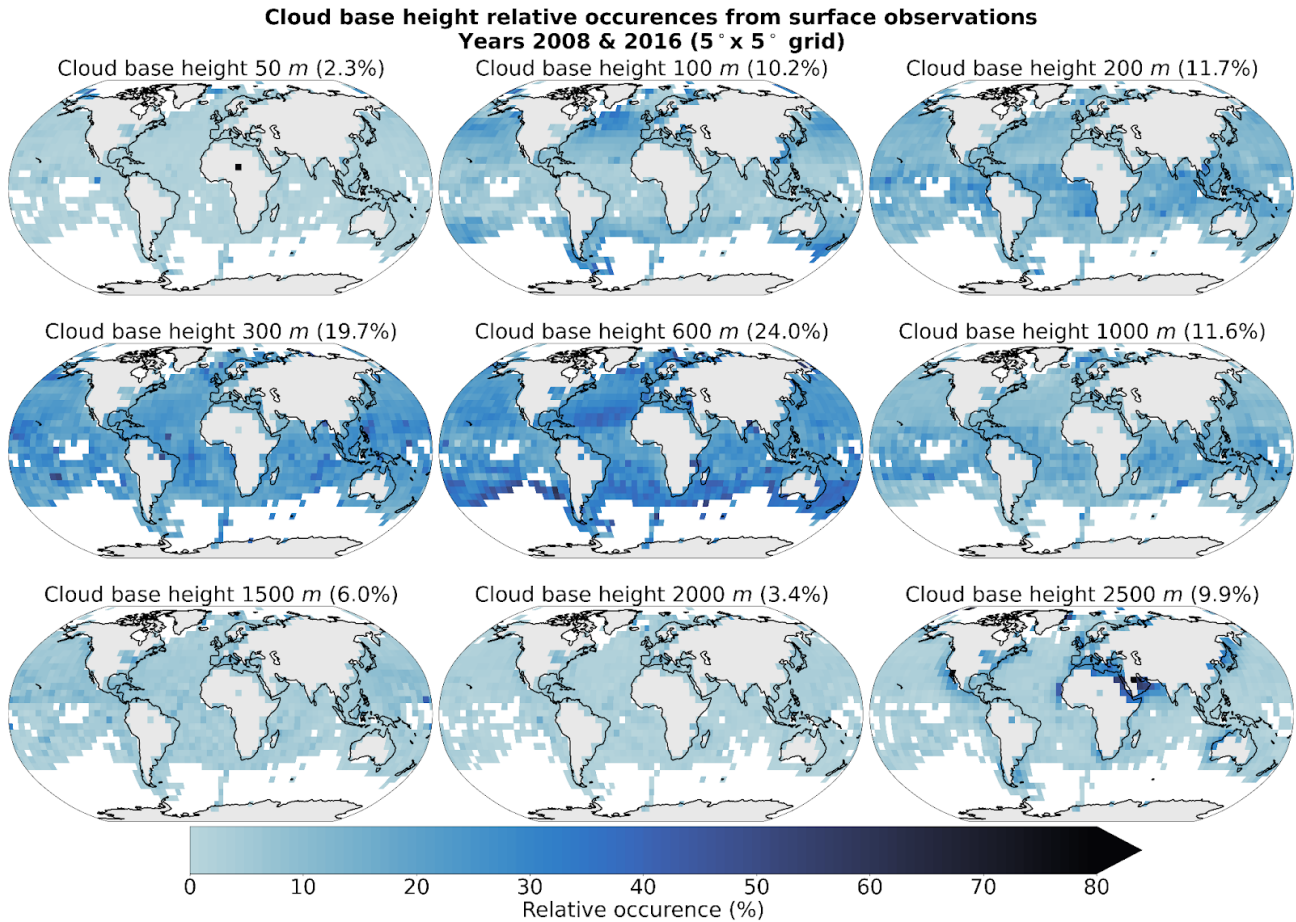 Cloud base height relative occurences from surface observations
Years 2008 & 2016 (5°x 5° grid)
Cloud base height 50 m (2.3%)
Cloud base height 100 m (10.2%)
Cloud base height 200 m (11.7%)
Cloud base height 300 m (19.7%)
Cloud base height 600 m (24.0%)
Cloud base height 1000 m (11.6%)
Cloud base height 1500 m (6.0%)
Cloud base height 2000 m (3.4%)
Cloud base height 2500 m (9.9%)
0 10 20 30 40 50 60 70 80
Relative occurence (%)